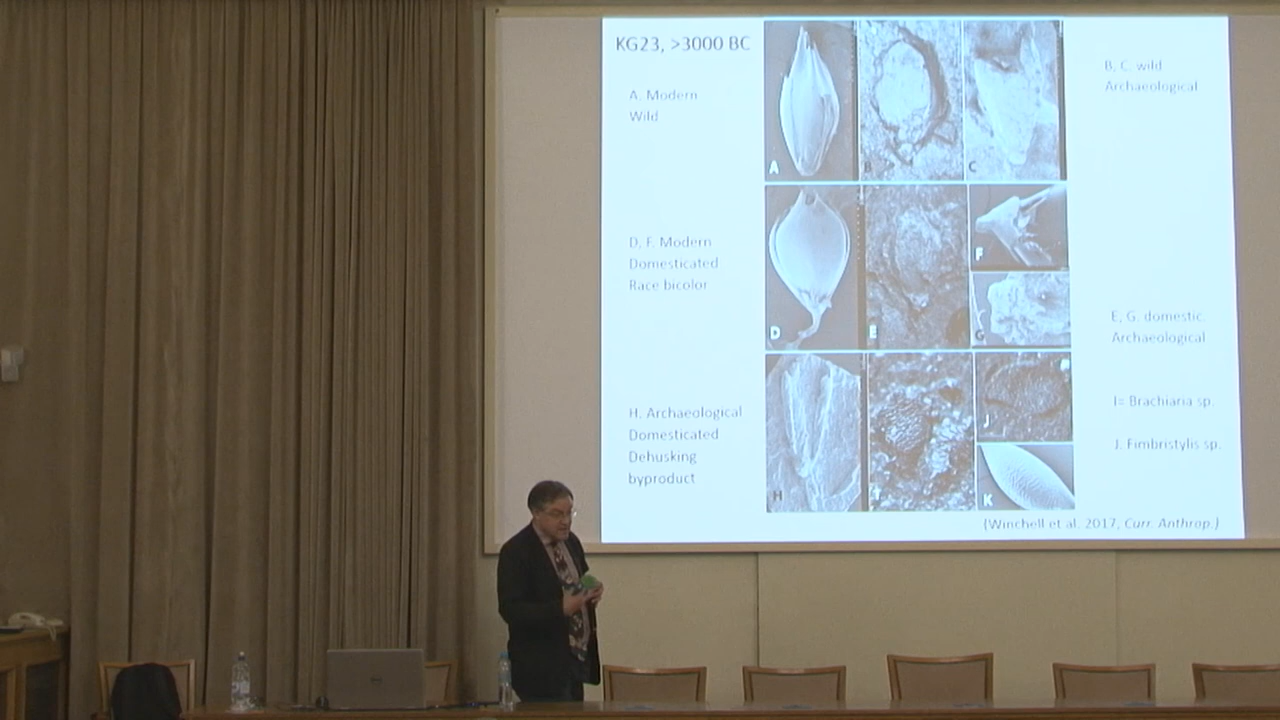 KG23, >3000 BC
A. Modern
Wild
B, C. wild
Archaeological
A
B
C
D, F. Modern
Domesticated
Race bicolor
D
E
F
G
E, G. domestic
Archaeological
H. Archaeological
Domesticated
Dehusking
byproduct
H
I
J
K
I= Brachiaria sp.
J. Fimbristylis sp.
(Winchell et al. 2017, Curr. Anthrop.)